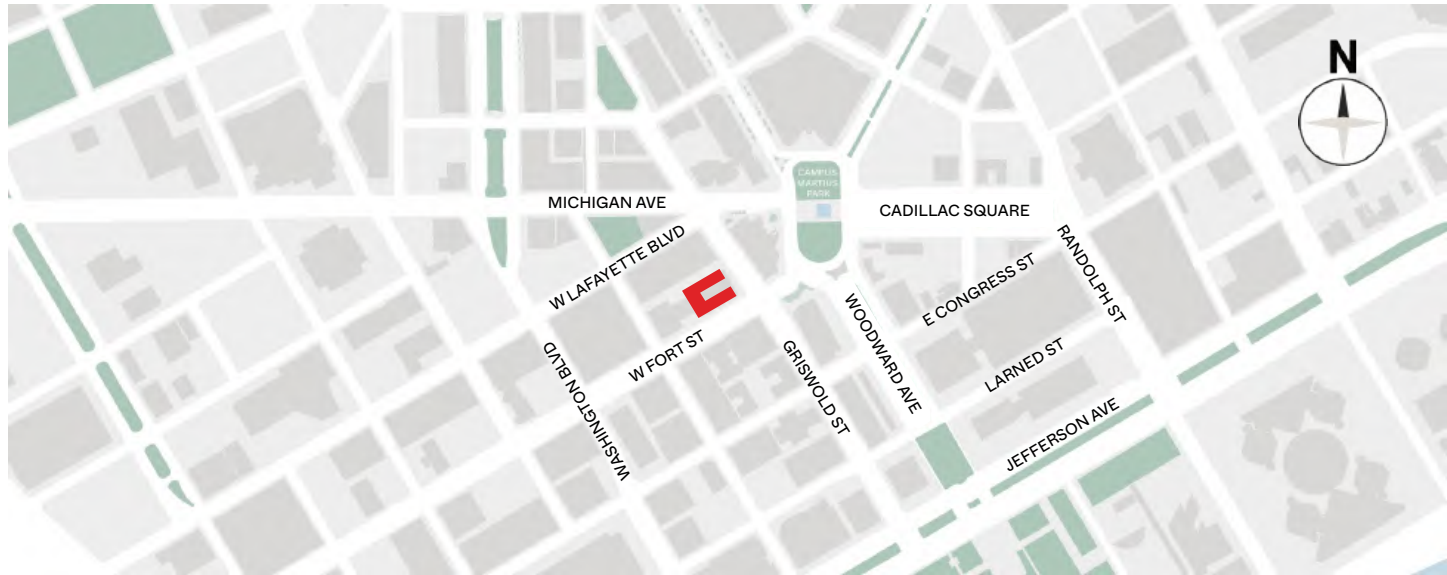 N
CAMPUS
MARTIUS
PARK
MICHIGAN AVE
CADILLAC SQUARE
W LAFAYETTE BLVD
RANDOLPH ST
E CONGRESS ST
WOODWARD AVE
W FORT ST
GRISWOLD ST
LARNED ST
WASHINGTON BLVD
JEFFERSON AVE